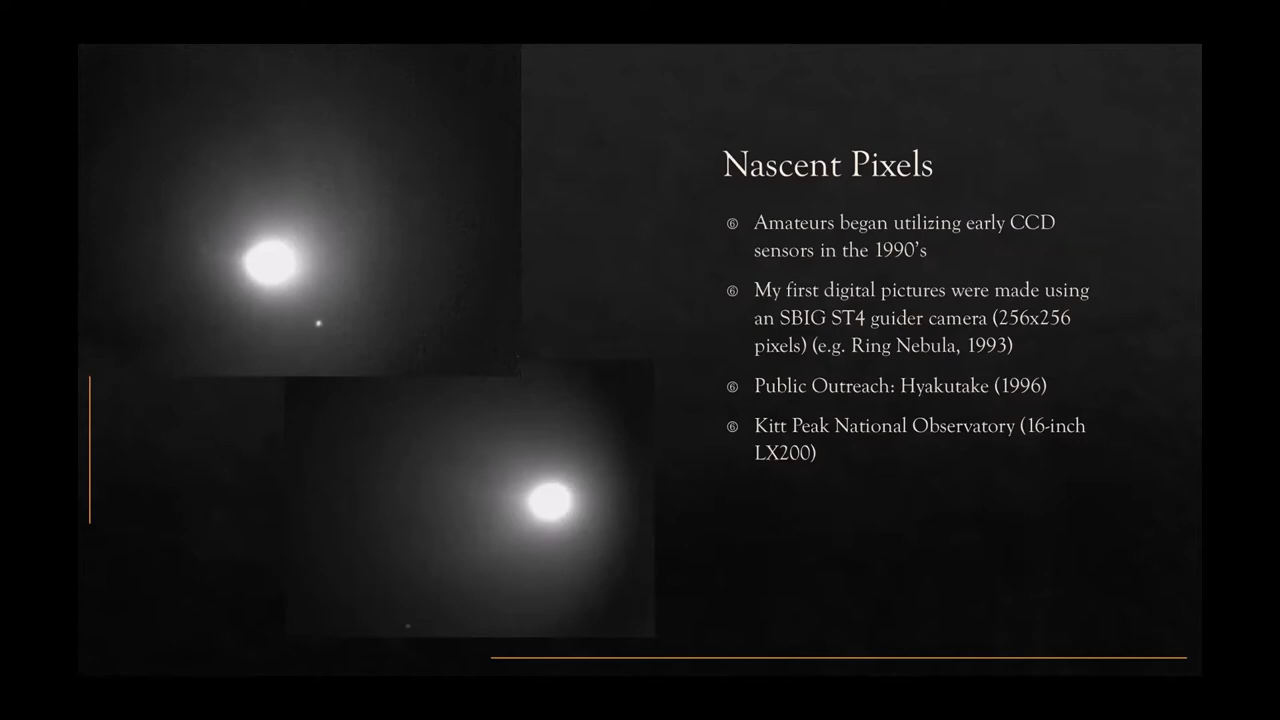 Nascent Pixels
Amateurs began utilizing early CCD
sensors in the 1990's
My first digital pictures were made using
an SBIG ST4 guider camera (256x256
pixels) (e.g. Ring Nebula, 1993)
Public Outreach: Hyakutake (1996)
Kitt Peak National Observatory (16-inch
LX200)